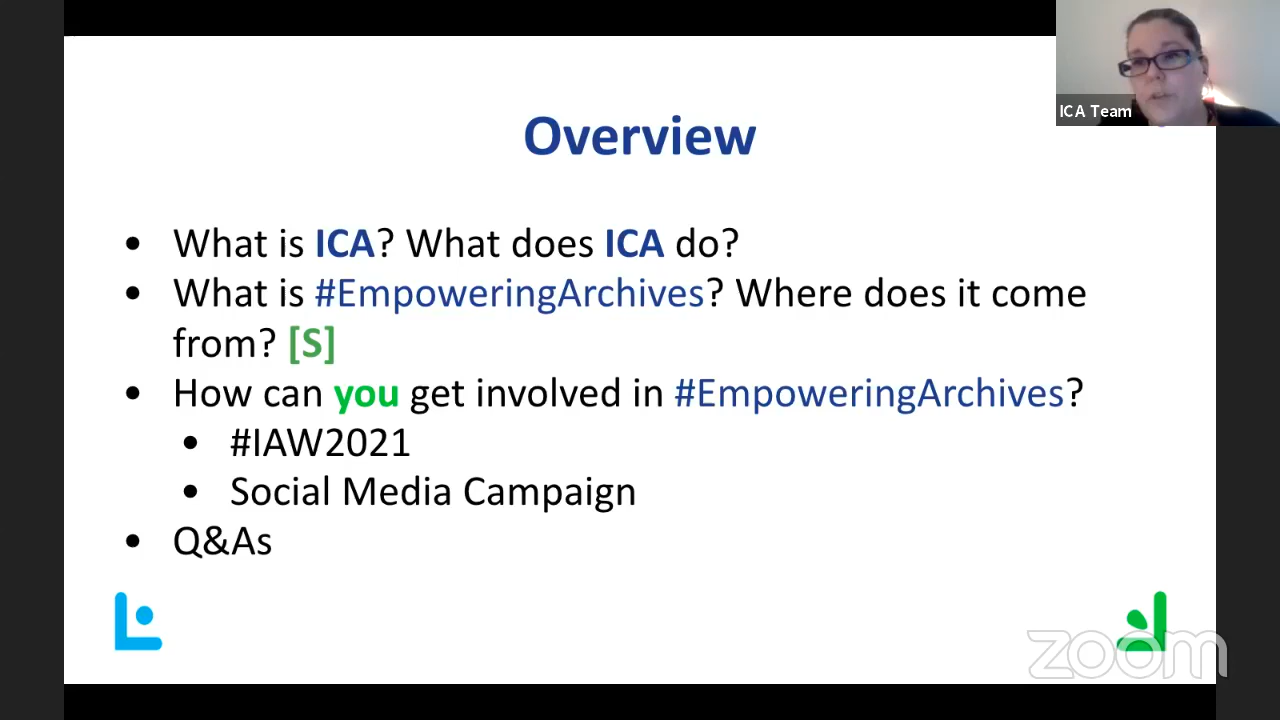 ICA Team
Overview
• What is ICA? What does ICA do?
• What is #EmpoweringArchives? Where does it come
from? [S]
• How can you get involved in #EmpoweringArchives?
• #IAW2021
• Social Media Campaign
• Q&As
zoom